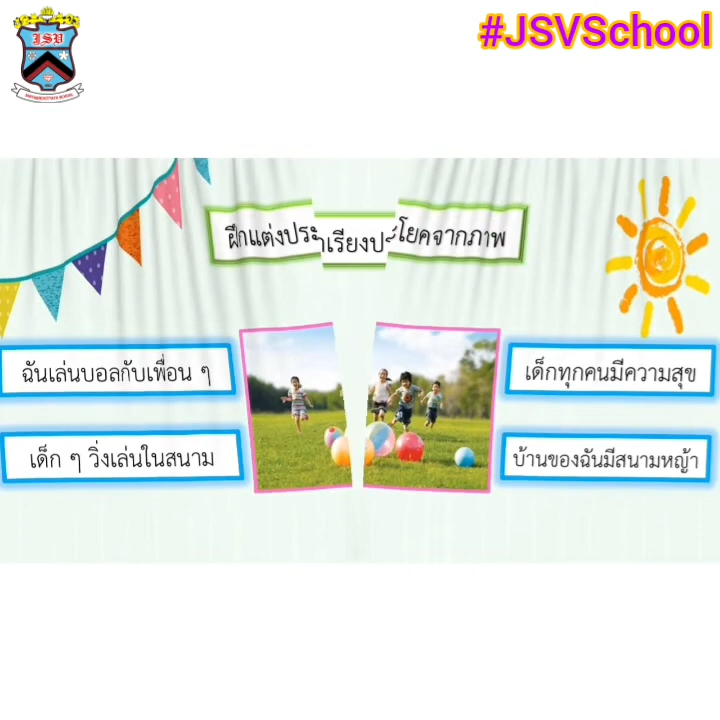 JSV
#JSVSchool
ฝึกแต่งประ
โยคจากภาพ
เรียงป
ฉันเล่นบอลกับเพื่อน ๆ
เด็กทุกคนมีความสุข
เด็ก ๆ วิ่งเล่นในสนาม
บ้านของฉันมีสนามหญ้า